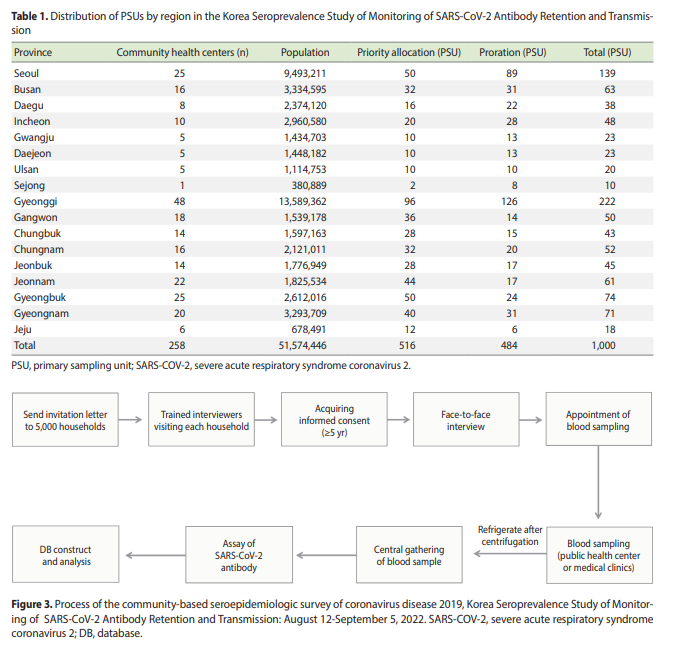 Table 1. Distribution of PSUs by region in the Korea Seroprevalence Study of Monitoring of SARS-CoV-2 Antibody Retention and Transmis-
sion
Province Community health centers (n) Population Priority allocation (PSU) Proration (PSU) Total (PSU)
Seoul 25 9,493,211 50 89 139
Busan 16 3,334,595 32 31 63
Daegu 8 2,374,120 16 22 38
Incheon 10 2,960,580 20 28 48
Gwangju 5 1,434,703 10 13 23
Daejeon 5 1,448,182 10 13 23
Ulsan 5 1,114,753 10 10 20
Sejong 1 380,889 2 8 10
Gyeonggi 48 13,589,362 96 126 222
Gangwon 18 1,539,178 36 14 50
Chungbuk 14 1,597,163 28 15 43
Chungnam 16 2,121,011 32 20 52
Jeonbuk 14 1,776,949 28 17 45
Jeonnam 22 1,825,534 44 17 61
Gyeongbuk 25 2,612,016 50 24 74
Gyeongnam 20 3,293,709 40 31 71
Jeju 6 678,491 12 6 18
Total 258 51,574,446 516 484 1,000
PSU, primary sampling unit; SARS-COV-2, severe acute respiratory syndrome coronavirus 2.
Send invitation letter
to 5,000 households
Trained interviewers
visiting each household
Acquiring
informed consent
(≥5 yr)
Face-to-face
interview
Appointment of
blood sampling
Blood sampling
(public health center
or medical clinics)
Refrigerate after
centrifugation
Central gathering
of blood sample
Assay of
SARS-CoV-2
antibody
DB construct
and analysis
Figure 3. Process of the community-based seroepidemiologic survey of coronavirus disease 2019, Korea Seroprevalence Study of Monitor-
ing of SARS-CoV-2 Antibody Retention and Transmission: August 12-September 5, 2022. SARS-COV-2, severe acute respiratory syndrome
coronavirus 2; DB, database.